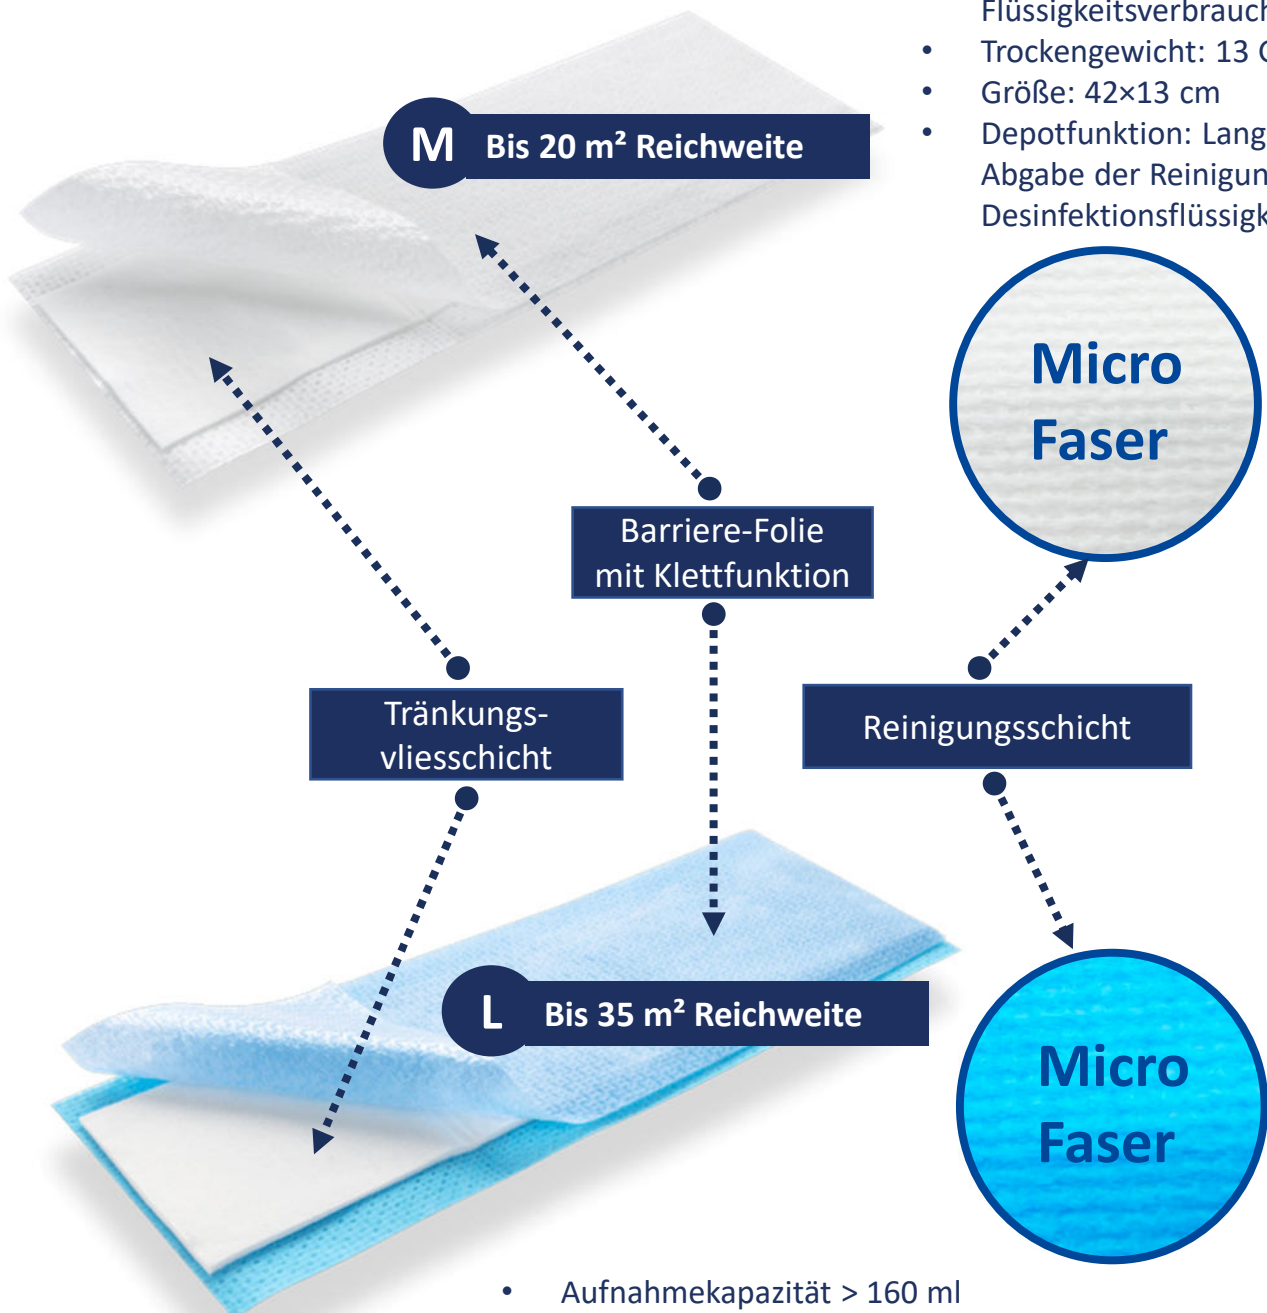 Flüssigkeitsverbrauch
• Trockengewicht: 13 G
• Größe: 42×13 cm
• Depotfunktion: Lang
Abgabe der Reinigun
Desinfektionsflüssigk
M Bis 20 m² Reichweite
Micro
Faser
Barriere-Folie
mit Klettfunktion
Tränkungs-
vliesschicht
Reinigungsschicht
L Bis 35 m² Reichweite
Micro
Faser
• Aufnahmekapazität > 160 ml